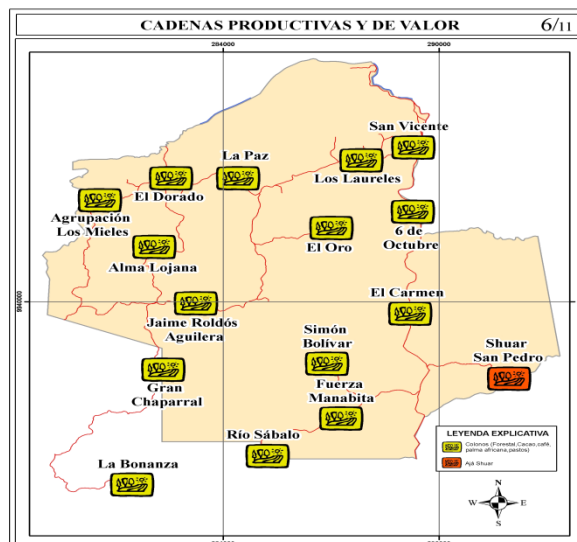 CADENAS PRODUCTIVAS Y DE VALOR
6/11
284000
290000
San Vicente
La Paz
Los Laureles
El Dorado
Agrupación
Los Mieles
6 de
Octubre
El Oro
Alma Lojana
El Carmen
9940000
Jaime Roldós
Aguilera
Simón
Bolívar
Shuar
San Pedro
Gran
Chaparral
Fuerza
Manabita
Río Sábalo
La Bonanza
LEYENDA EXPLICATIVA
Colonos (Forestal,Cacao,café,
palma africana,pastos)
Ajá Shuar
N
W
E
S